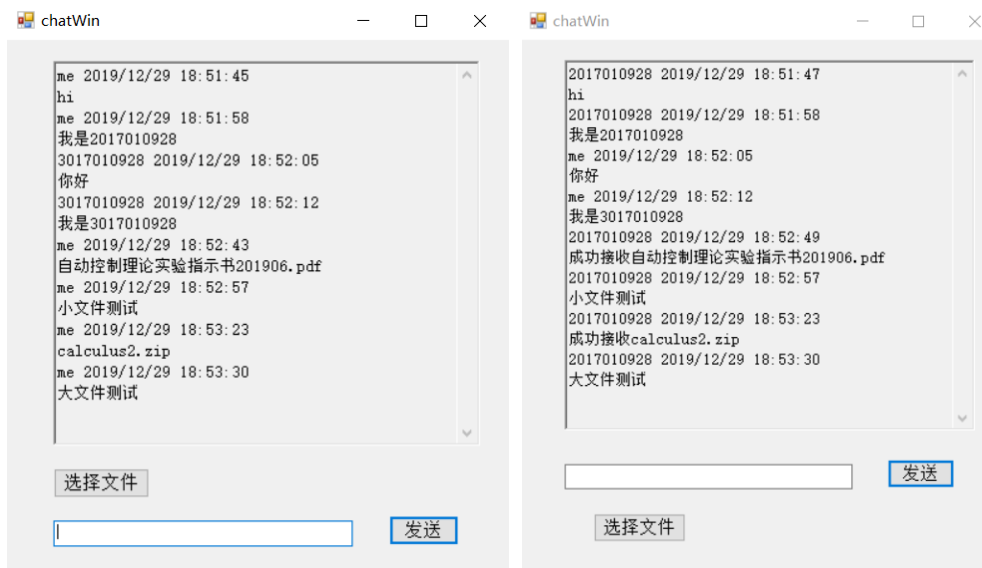 chatWin
me 2019/12/29 18:51:45
hi
me 2019/12/29 18:51:58
我是2017010928
3017010928 2019/12/29 18:52:05
你好
3017010928 2019/12/29 18:52:12
我是3017010928
me 2019/12/29 18:52:43
自动控制理论实验指示书201906.pdf
me 2019/12/29 18:52:57
小文件测试
me 2019/12/29 18:53:23
calculus2.zip
me 2019/12/29 18:53:30
大文件测试
选择文件
发送
chatWin
2017010928 2019/12/29 18:51:47
hi
2017010928 2019/12/29 18:51:58
我是2017010928
me 2019/12/29 18:52:05
你好
me 2019/12/29 18:52:12
我是3017010928
2017010928 2019/12/29 18:52:49
成功接收自动控制理论实验指示书201906.pdf
2017010928 2019/12/29 18:52:57
小文件测试
2017010928 2019/12/29 18:53:23
成功接收calculus2.zip
2017010928 2019/12/29 18:53:30
大文件测试
发送
选择文件